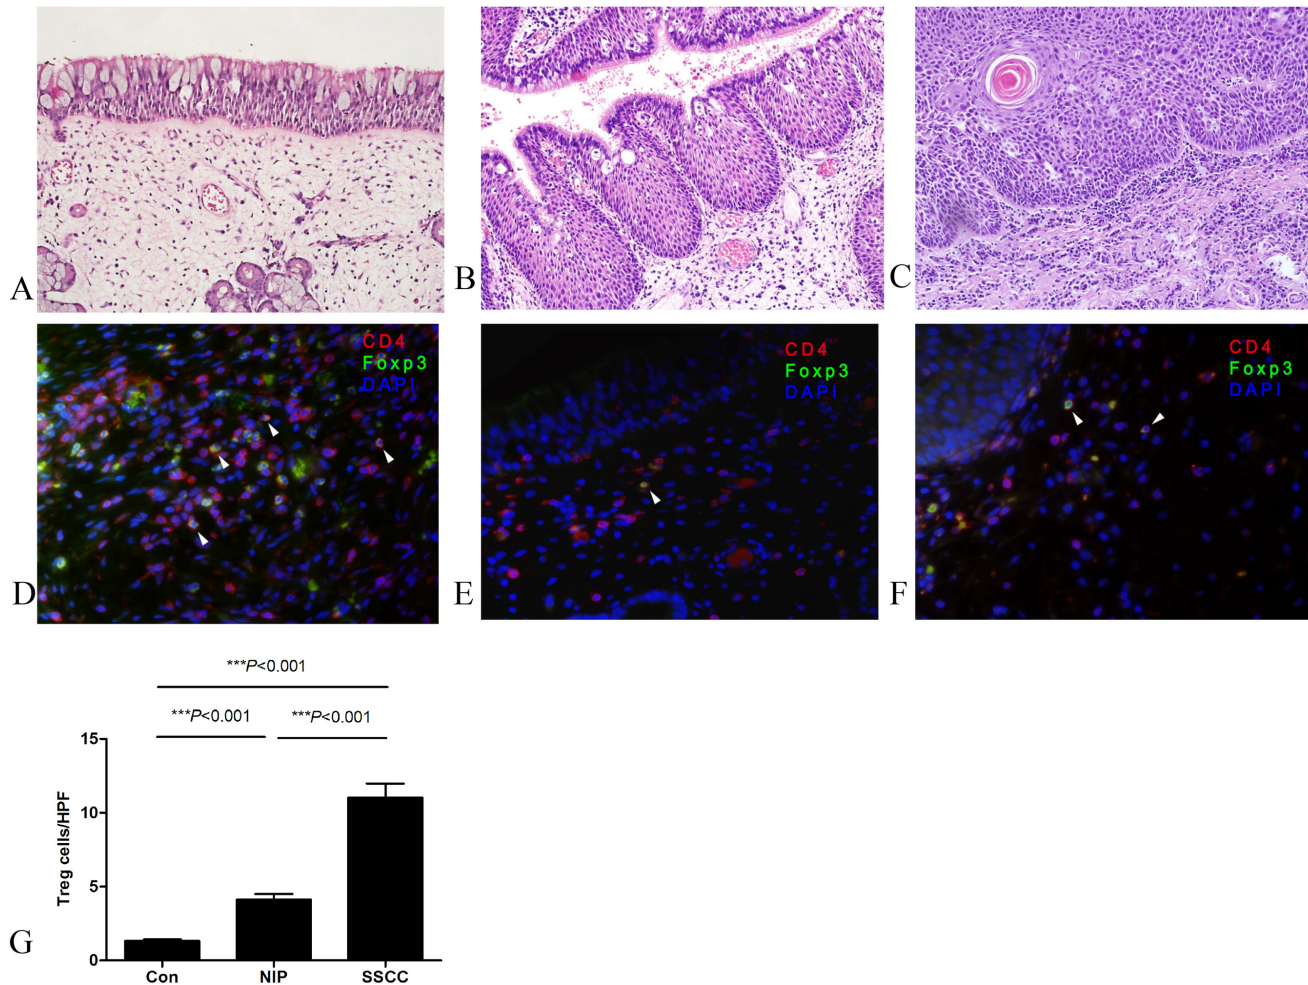 A
B
C
CD4
Foxp3
DAPI
D
CD4
Foxp3
DAPI
E
CD4
Foxp3
DAPI
F
***P<0.001
***P<0.001
***P<0.001
15
10
5
0
Treg cells/HPF
Con
NIP
SSCC
G